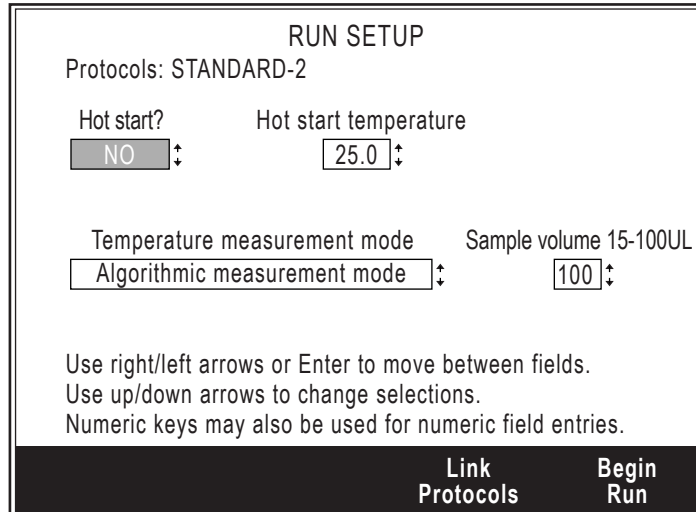 RUN SETUP
Protocols: STANDARD-2
Hot start? Hot start temperature
NO 25.0
Temperature measurement mode Sample volume 15-100UL
Algorithmic measurement mode 100
Use right/left arrows or Enter to move between fields.
Use up/down arrows to change selections.
Numeric keys may also be used for numeric field entries.
Link Begin
Protocols Run